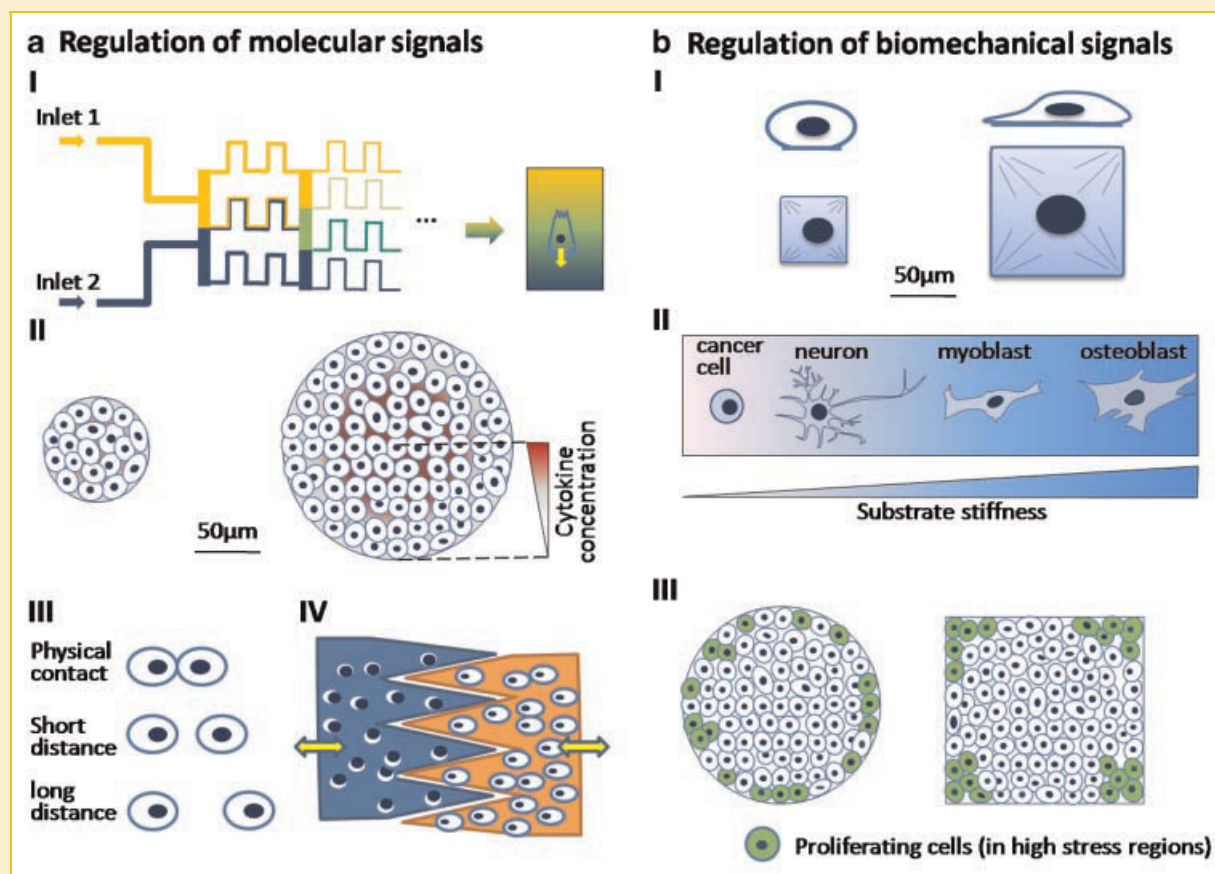 a Regulation of molecular signals
I
Inlet 1
Inlet 2
...
II
50μm
Cytokine
concentration
III
Physical
contact
Short
distance
long
distance
IV
b Regulation of biomechanical signals
I
50μm
II
cancer
cell
neuron
myoblast
osteoblast
Substrate stiffness
III
Proliferating cells (in high stress regions)